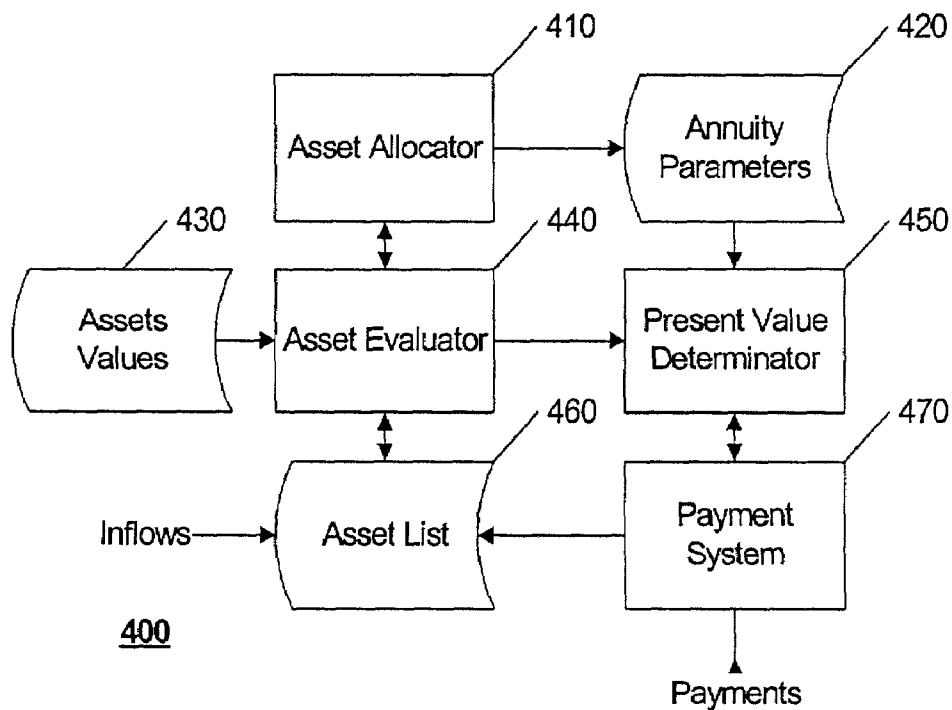 410
420
Asset Allocator
Annuity
Parameters
430
440
450
Assets
Values
Asset Evaluator
Present Value
Determinator
460
470
Inflows
Asset List
Payment
System
400
Payments